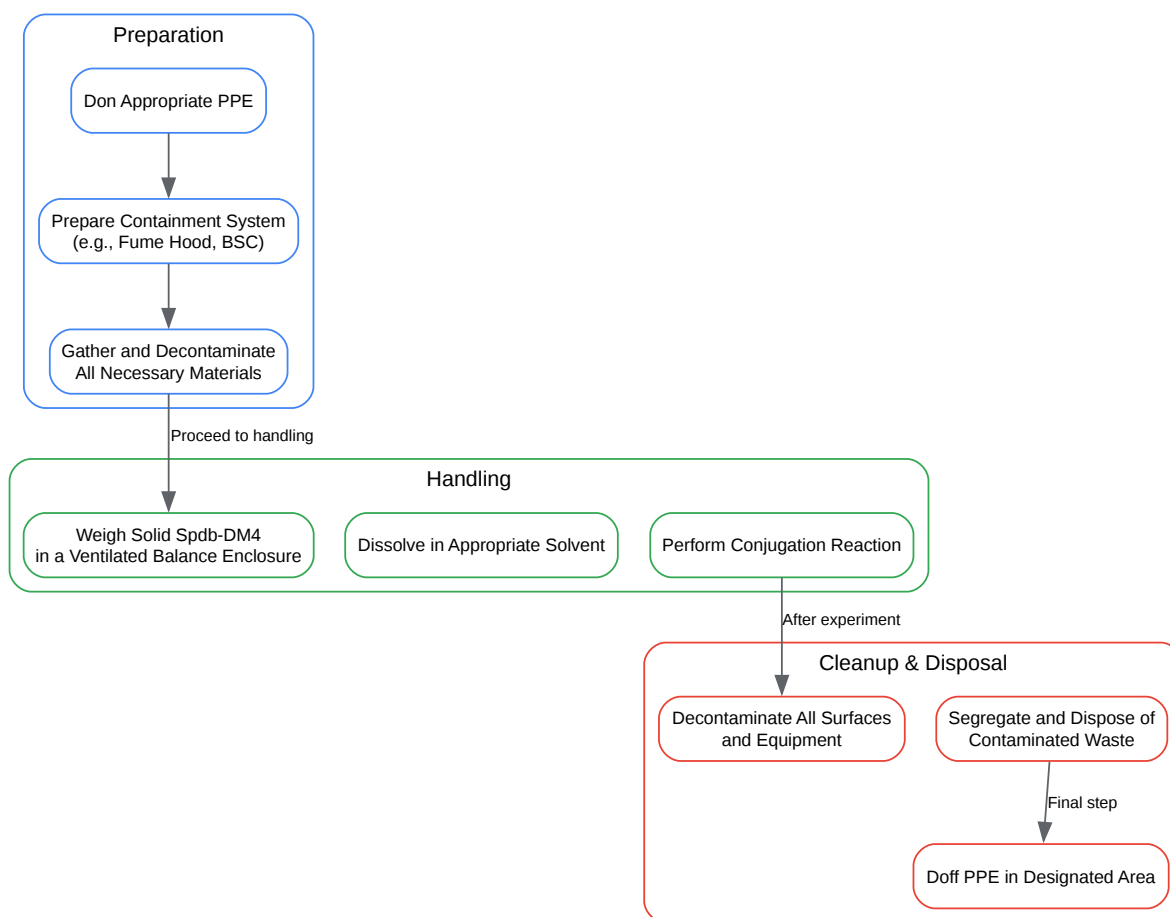 Preparation
Don Appropriate PPE
Prepare Containment System
(e.g., Fume Hood, BSC)
Gather and Decontaminate
All Necessary Materials
Proceed to handling
Handling
Weigh Solid Spdb-DM4
in a Ventilated Balance Enclosure
Dissolve in Appropriate Solvent
Perform Conjugation Reaction
After experiment
Cleanup & Disposal
Decontaminate All Surfaces
and Equipment
Segregate and Dispose of
Contaminated Waste
Final step
Doff PPE in Designated Area